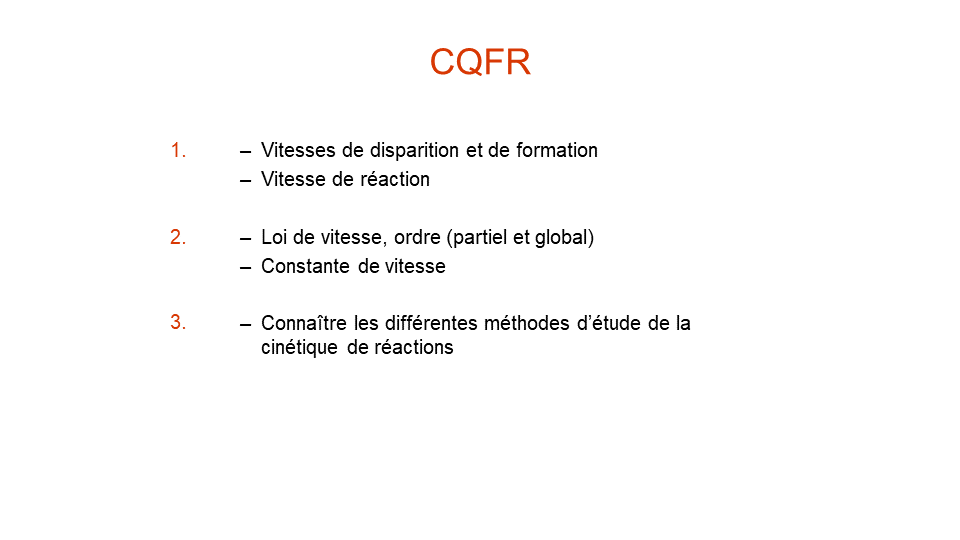 CQFR
1. – Vitesses de disparition et de formation
– Vitesse de réaction
2. – Loi de vitesse, ordre (partiel et global)
– Constante de vitesse
3. – Connaître les différentes méthodes d’étude de la
cinétique de réactions